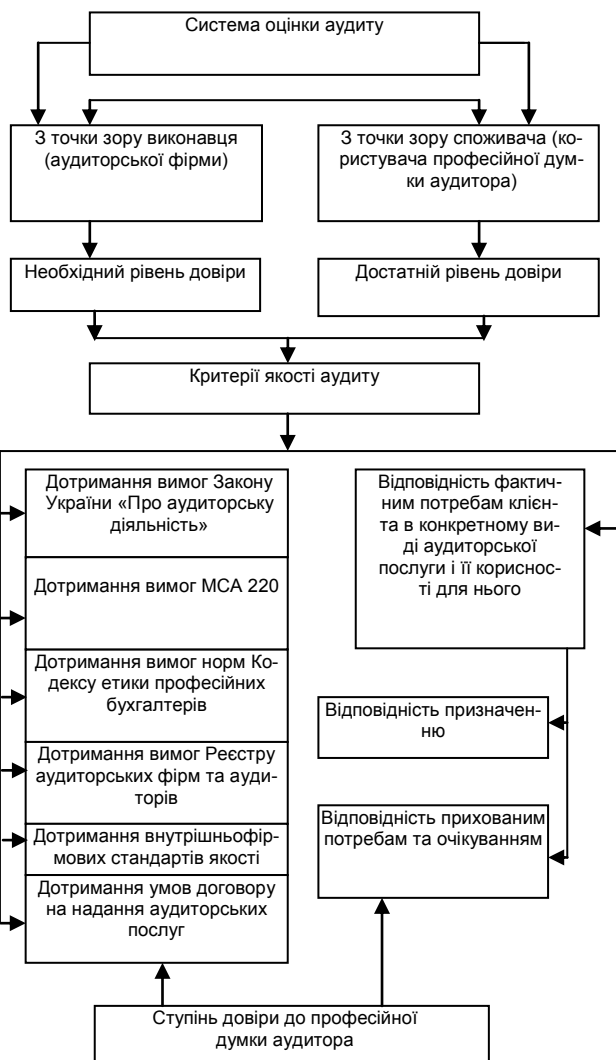 Система оцінки аудиту
З точки зору виконавця
(аудиторської фірми)
З точки зору споживача (ко-
ристувача професійної дум-
ки аудитора)
Необхідний рівень довіри
Достатній рівень довіри
Критерії якості аудиту
Дотримання вимог Закону
України «Про аудиторську
діяльність»
Дотримання вимог МСА 220
Дотримання вимог норм Ко-
дексу етики професійних
бухгалтерів
Дотримання вимог Реєстру
аудиторських фірм та ауди-
торів
Дотримання внутрішньофір-
мових стандартів якості
Дотримання умов договору
на надання аудиторських
послуг
Відповідність фактич-
ним потребам клієн-
та в конкретному ви-
ді аудиторської
послуги і її кориснос-
ті для нього
Відповідність призначен-
ню
Відповідність прихованим
потребам та очікуванням
Ступінь довіри до професійної
думки аудитора